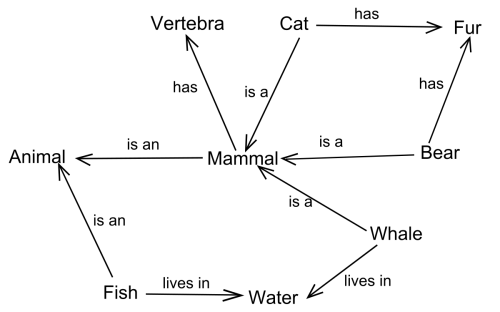 Vertebra
Cat
has
Fur
has
is a
has
Animal
is an
Mammal
is a
Bear
is an
is a
Whale
Fish
lives in
Water
lives in